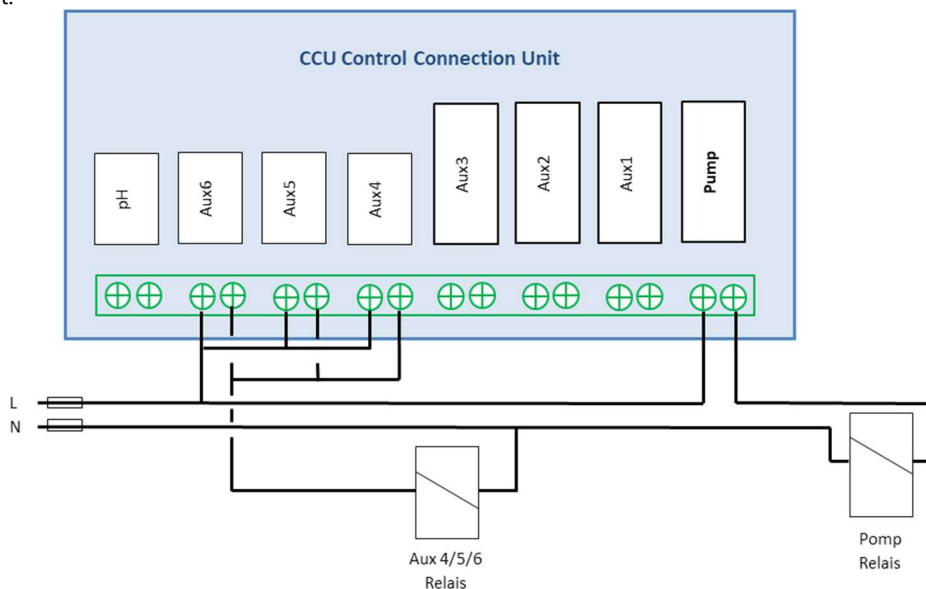 t.
CCU Control Connection Unit
pH
Aux6
Aux5
Aux4
Aux3
Aux2
Aux1
Pump
L
N
Aux 4/5/6
Relais
Pomp
Relais